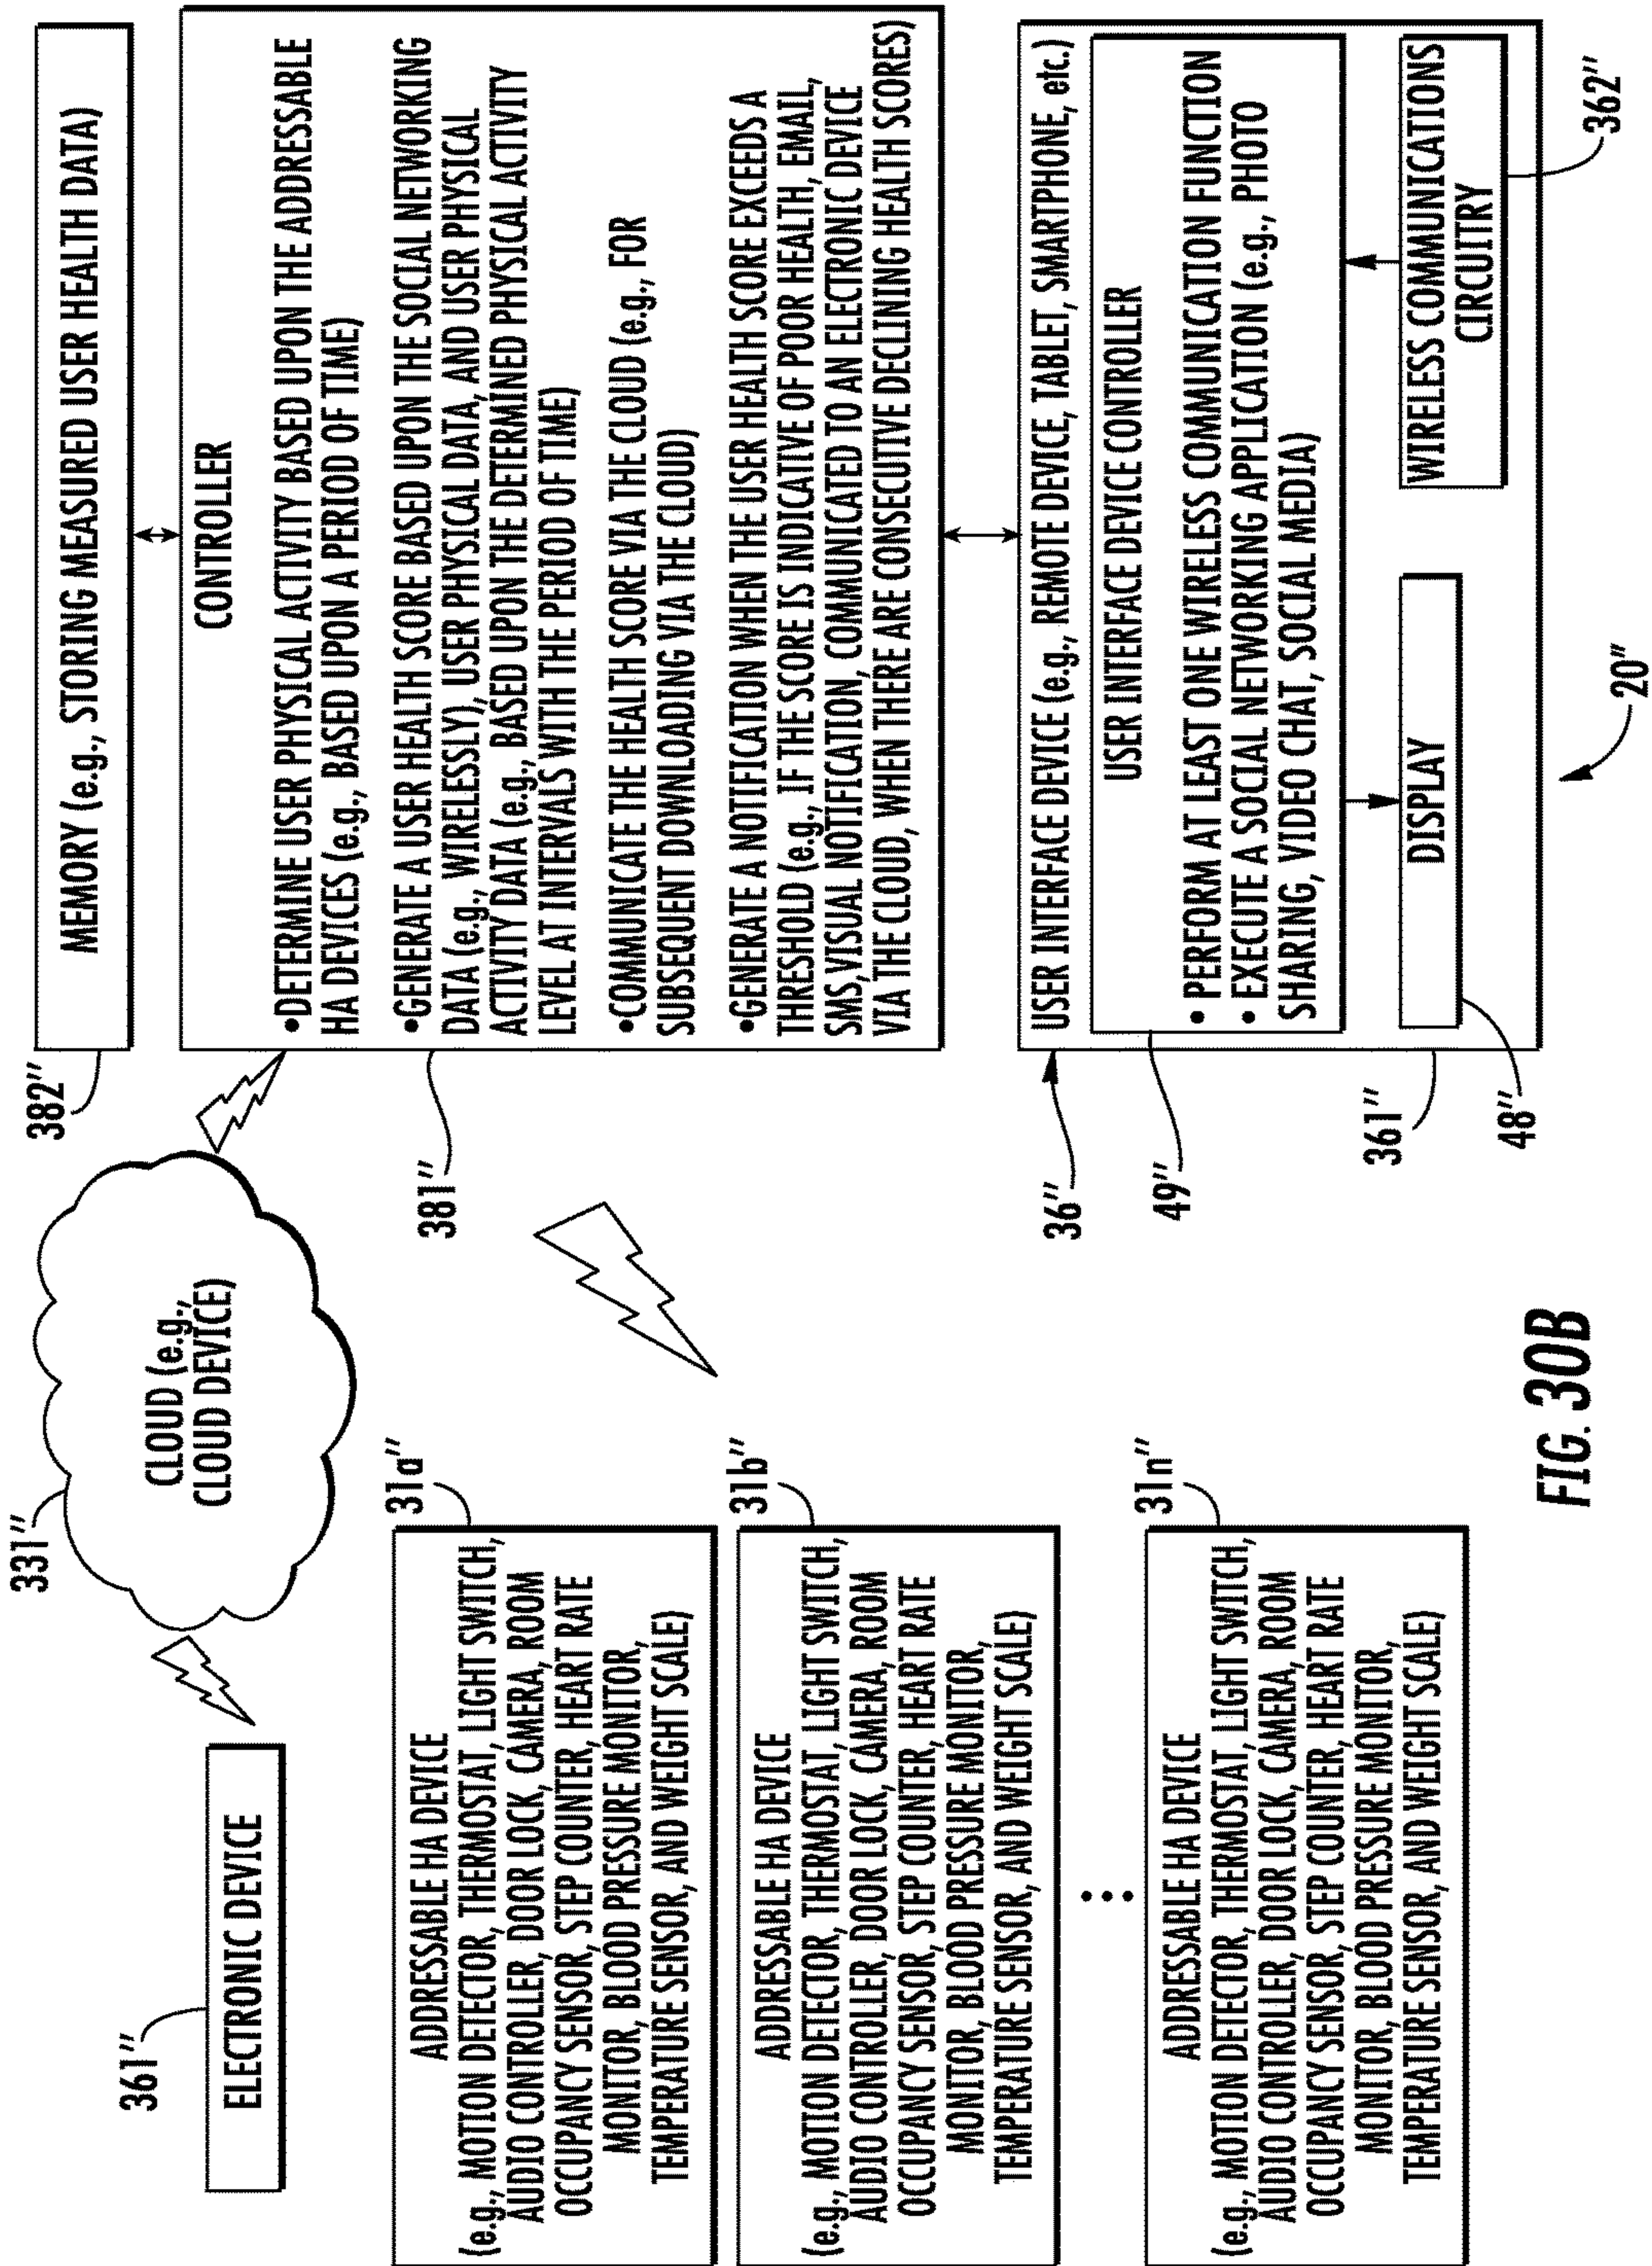 361''
ELECTRONIC DEVICE
331''
CLOUD (e.g.,
CLOUD DEVICE)
31a''
ADDRESSABLE HA DEVICE
(e.g., MOTION DETECTOR, THERMOSTAT, LIGHT SWITCH,
AUDIO CONTROLLER, DOOR LOCK, CAMERA, ROOM
OCCUPANCY SENSOR, STEP COUNTER, HEART RATE
MONITOR, BLOOD PRESSURE MONITOR,
TEMPERATURE SENSOR, AND WEIGHT SCALE)
31b''
ADDRESSABLE HA DEVICE
(e.g., MOTION DETECTOR, THERMOSTAT, LIGHT SWITCH,
AUDIO CONTROLLER, DOOR LOCK, CAMERA, ROOM
OCCUPANCY SENSOR, STEP COUNTER, HEART RATE
MONITOR, BLOOD PRESSURE MONITOR,
TEMPERATURE SENSOR, AND WEIGHT SCALE)
31n''
ADDRESSABLE HA DEVICE
(e.g., MOTION DETECTOR, THERMOSTAT, LIGHT SWITCH,
AUDIO CONTROLLER, DOOR LOCK, CAMERA, ROOM
OCCUPANCY SENSOR, STEP COUNTER, HEART RATE
MONITOR, BLOOD PRESSURE MONITOR,
TEMPERATURE SENSOR, AND WEIGHT SCALE)
382''
MEMORY (e.g., STORING MEASURED USER HEALTH DATA)
381''
CONTROLLER
•DETERMINE USER PHYSICAL ACTIVITY BASED UPON THE ADDRESSABLE
HA DEVICES (e.g., BASED UPON A PERIOD OF TIME)
•GENERATE A USER HEALTH SCORE BASED UPON THE SOCIAL NETWORKING
DATA (e.g., WIRELESSLY), USER PHYSICAL DATA, AND USER PHYSICAL
ACTIVITY DATA (e.g., BASED UPON THE DETERMINED PHYSICAL ACTIVITY
LEVEL AT INTERVALS WITH THE PERIOD OF TIME)
•COMMUNICATE THE HEALTH SCORE VIA THE CLOUD (e.g., FOR
SUBSEQUENT DOWNLOADING VIA THE CLOUD)
•GENERATE A NOTIFICATION WHEN THE USER HEALTH SCORE EXCEEDS A
THRESHOLD (e.g., IF THE SCORE IS INDICATIVE OF POOR HEALTH, EMAIL,
SMS,VISUAL NOTIFICATION, COMMUNICATED TO AN ELECTRONIC DEVICE
VIA THE CLOUD, WHEN THERE ARE CONSECUTIVE DECLINING HEALTH SCORES)
36''
USER INTERFACE DEVICE (e.g., REMOTE DEVICE, TABLET, SMARTPHONE, etc.)
49''
USER INTERFACE DEVICE CONTROLLER
• PERFORM AT LEAST ONE WIRELESS COMMUNICATION FUNCTION
• EXECUTE A SOCIAL NETWORKING APPLICATION (e.g., PHOTO
SHARING, VIDEO CHAT, SOCIAL MEDIA)
361''
48''
DISPLAY
WIRELESS COMMUNICATIONS
CIRCUITRY
362''
20''
FIG. 30B